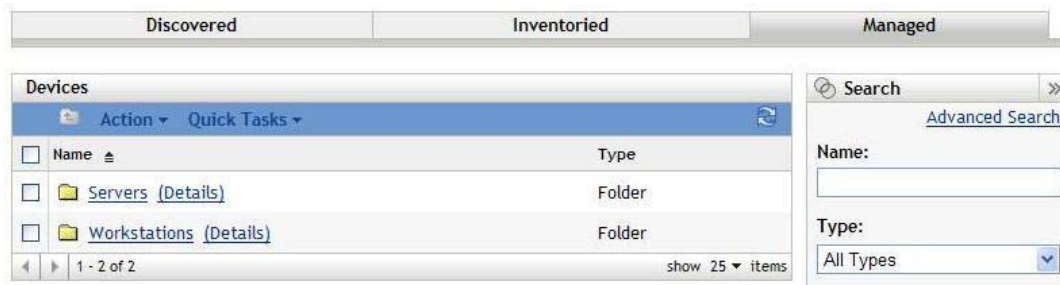 Discovered Inventoried Managed
Devices
Action Quick Tasks
Name Type
Servers (Details) Folder
Workstations (Details) Folder
1 - 2 of 2 show 25 items
Search
Advanced Search
Name:
Type:
All Types